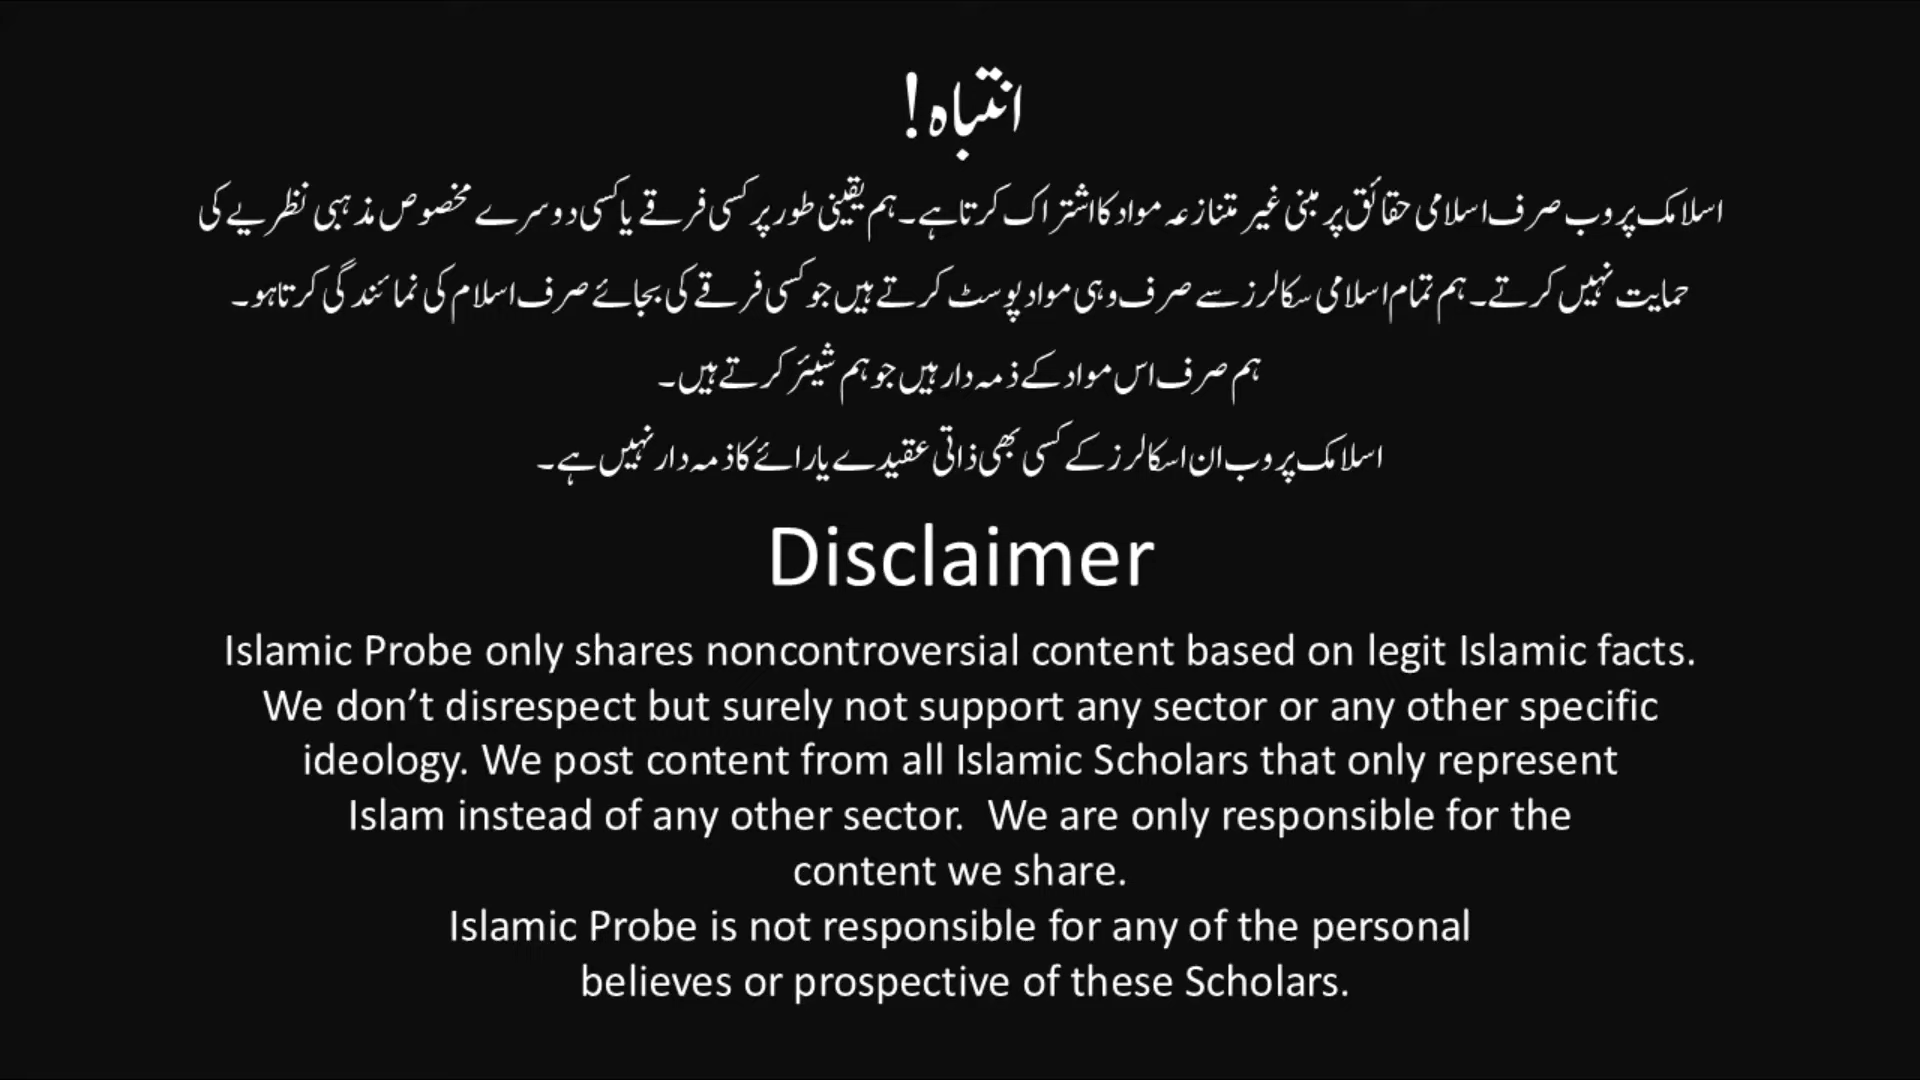 انتباہ!
اسلامک پروب صرف اسلامی حقائق پر مبنی غیر متنازعہ مواد کا اشتراک کرتا ہے۔ ہم یقینی طور پر کسی فرقے یا کسی دوسرے مخصوص مذہبی نظریے کی
حمایت نہیں کرتے۔ ہم تمام اسلامی سکالرز سے صرف وہی مواد پوسٹ کرتے ہیں جو کسی فرقے کی بجائے صرف اسلام کی نمائندگی کرتا ہو۔
ہم صرف اس مواد کے ذمہ دار ہیں جو ہم شیئر کرتے ہیں۔
اسلامک پروب ان اسکالرز کے کسی بھی ذاتی عقیدے یا رائے کا ذمہ دار نہیں ہے۔
Disclaimer
Islamic Probe only shares noncontroversial content based on legit Islamic facts.
We don’t disrespect but surely not support any sector or any other specific
ideology. We post content from all Islamic Scholars that only represent
Islam instead of any other sector.  We are only responsible for the
content we share.
Islamic Probe is not responsible for any of the personal
believes or prospective of these Scholars.